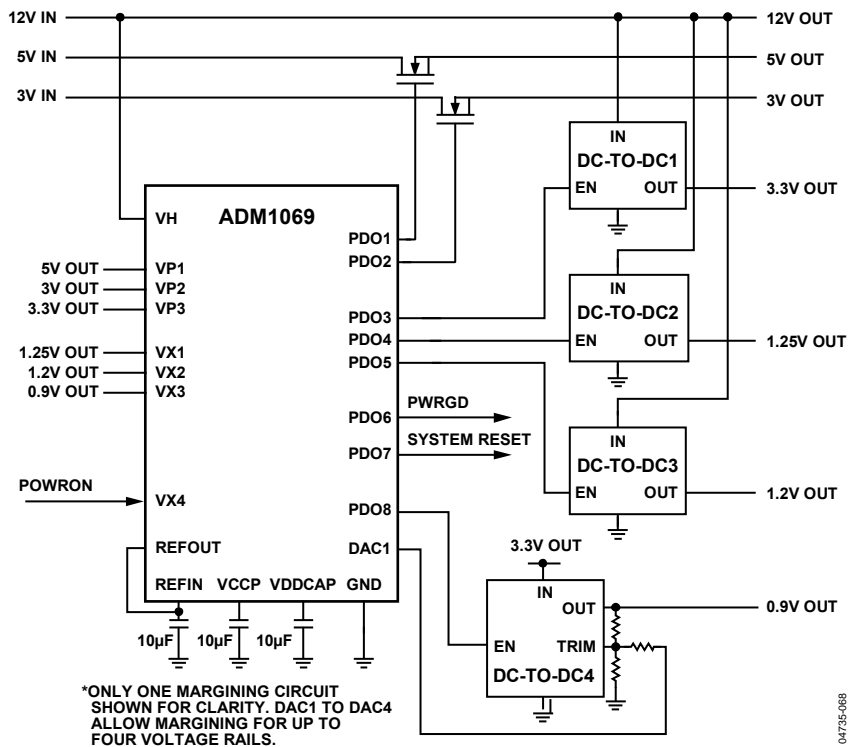 12V IN
12V OUT
5V IN
5V OUT
3V IN
3V OUT
IN
DC-TO-DC1
EN OUT
3.3V OUT
VH
ADM1069
PDO1
PDO2
5V OUT
VP1
3V OUT
VP2
3.3V OUT
VP3
PDO3
IN
DC-TO-DC2
EN OUT
1.25V OUT
PDO4
1.25V OUT
VX1
PDO5
1.2V OUT
VX2
0.9V OUT
VX3
PDO6
PWRGD
PDO7
SYSTEM RESET
IN
DC-TO-DC3
EN OUT
1.2V OUT
POWRON
VX4
PDO8
REFOUT
DAC1
3.3V OUT
REFIN VCCP VDDCAP GND
IN
OUT
0.9V OUT
10µF
10µF
10µF
EN
TRIM
DC-TO-DC4
*ONLY ONE MARGINING CIRCUIT
SHOWN FOR CLARITY. DAC1 TO DAC4
ALLOW MARGINING FOR UP TO
FOUR VOLTAGE RAILS.
04735-068